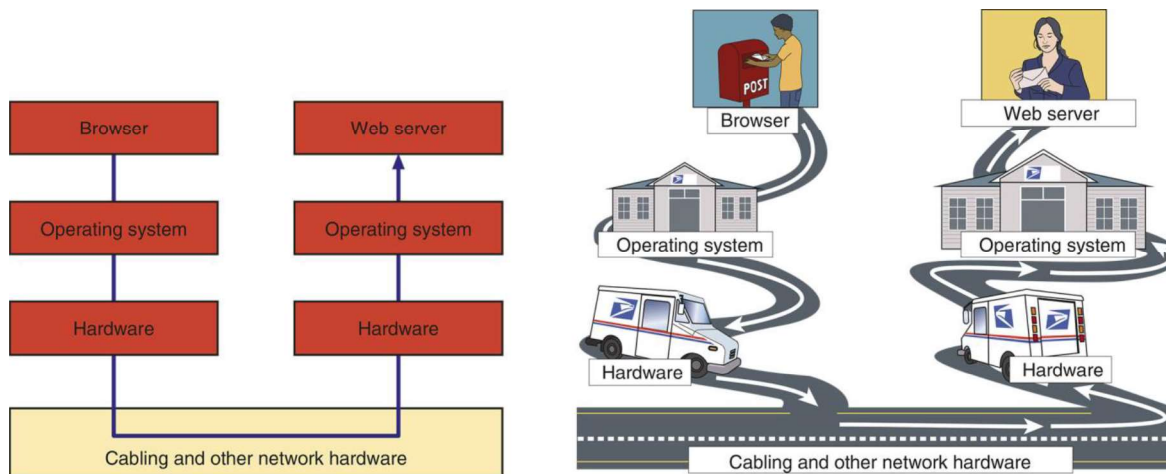 Browser
Web server
Operating system
Operating system
Hardware
Hardware
Cabling and other network hardware
POST
Browser
Web server
Operating system
Operating system
Hardware
Hardware
Cabling and other network hardware